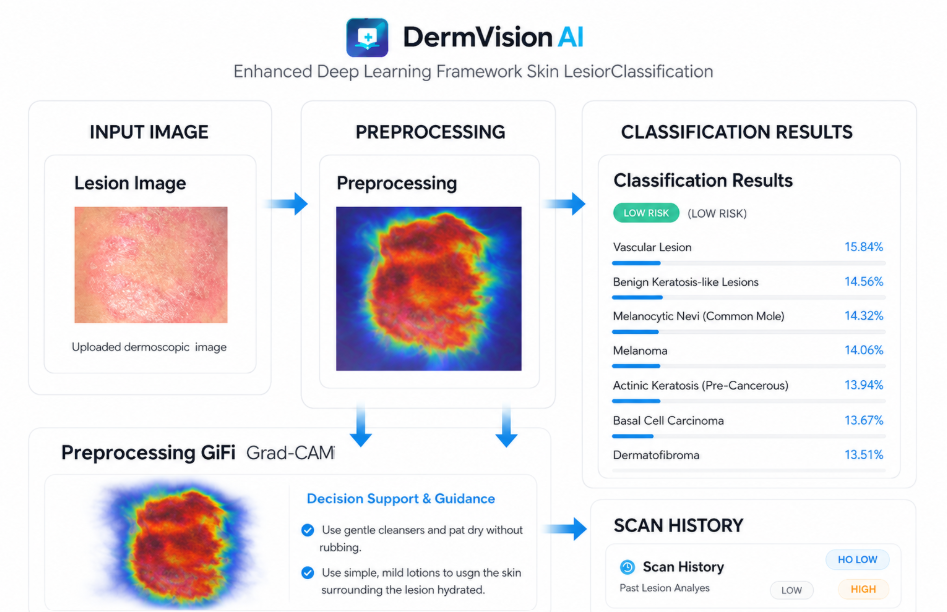 DermVision AI
Enhanced Deep Learning Framework Skin LesiorClassification
INPUT IMAGE
Lesion Image
Uploaded dermoscopic image
PREPROCESSING
Preprocessing
CLASSIFICATION RESULTS
Classification Results
LOW RISK (LOW RISK)
Vascular Lesion 15.84%
Benign Keratosis-like Lesions 14.56%
Melanocytic Nevi (Common Mole) 14.32%
Melanoma 14.06%
Actinic Keratosis (Pre-Cancerous) 13.94%
Basal Cell Carcinoma 13.67%
Dermatofibroma 13.51%
Preprocessing GiFi Grad-CAM
Decision Support & Guidance
Use gentle cleansers and pat dry without
rubbing.
Use simple, mild lotions to usgn the skin
surrounding the lesion hydrated.
SCAN HISTORY
Scan History
HO LOW
Past Lesion Analyes
LOW
HIGH